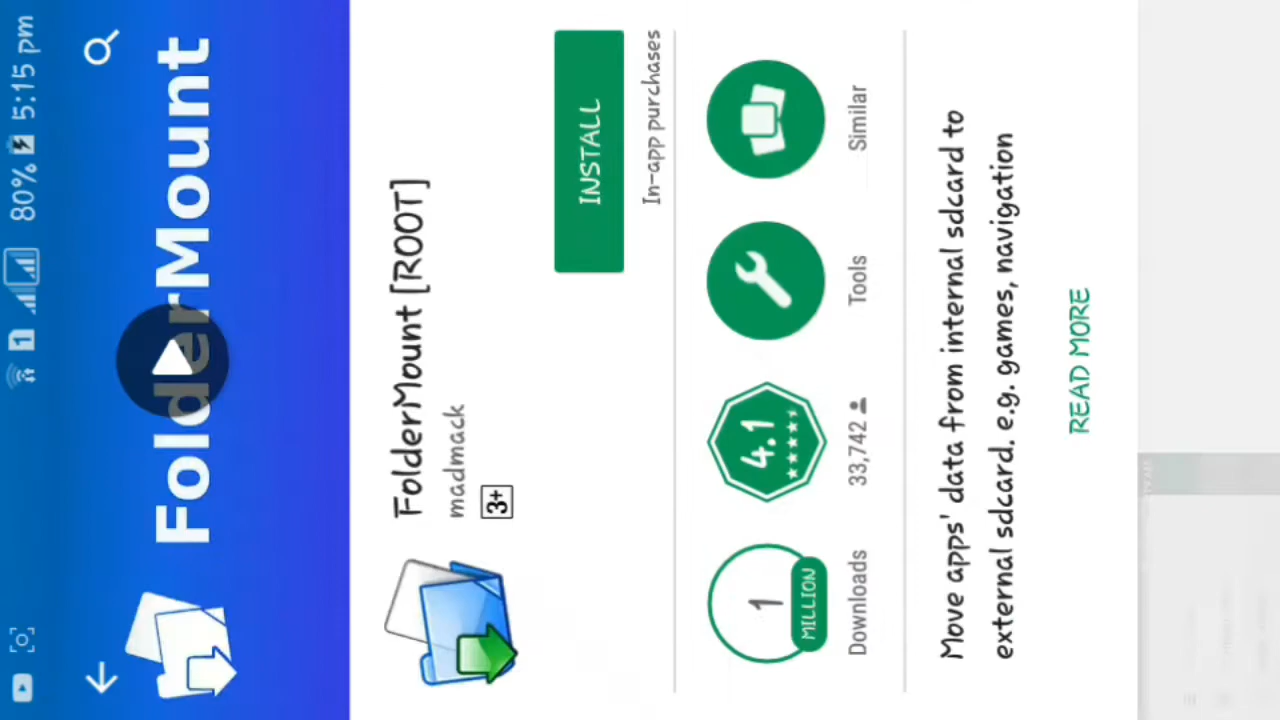 80% 5:15 pm
FolderMount
FolderMount [ROOT]
madmack
3+
INSTALL
In-app purchases
1
MILLION
Downloads
4.1
33,742
Tools
Similar
Move apps' data from internal sdcard to
external sdcard. e.g. games, navigation
READ MORE